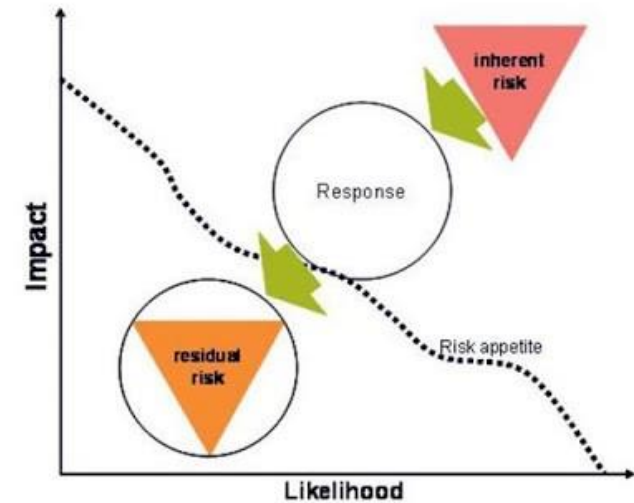 inherent
risk
Response
Impact
Risk appetite
residual
risk
Likelihood